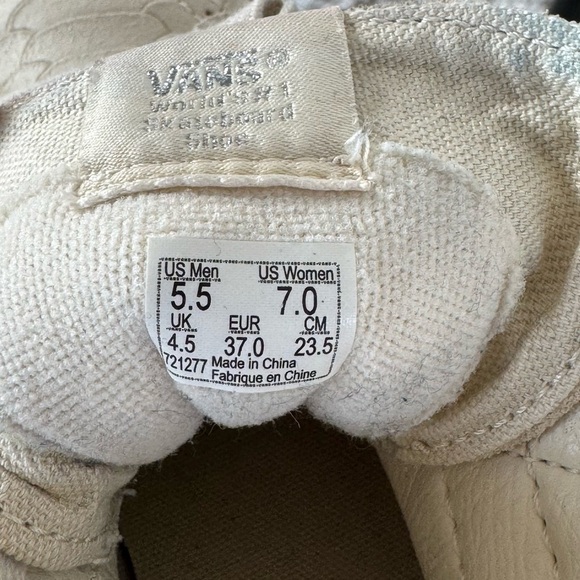 VANS
World's #1
Skateboard
Shoe
US Men US Women
5.5 7.0
UK EUR CM
4.5 37.0 23.5
721277 Made in China
Fabrique en Chine